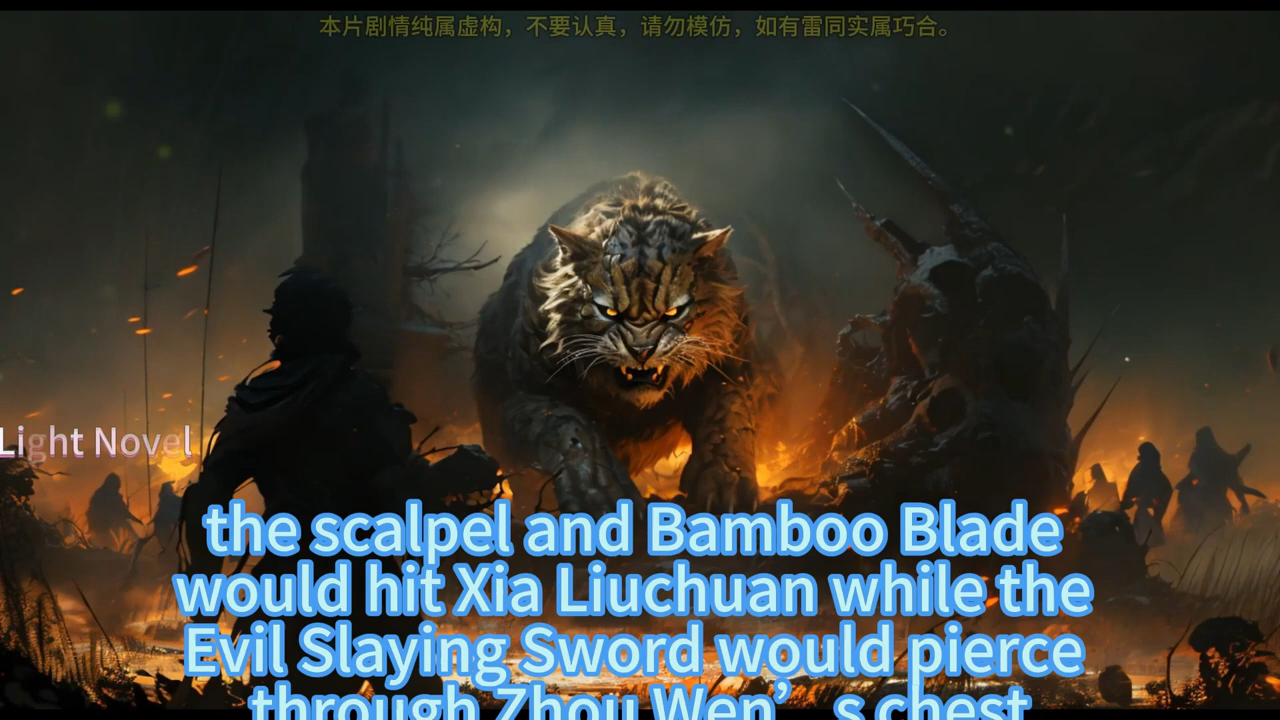 本片剧情纯属虚构，不要认真，请勿模仿，如有雷同实属巧合。
Light Novel
the scalpel and Bamboo Blade
would hit Xia Liuchuan while the
Evil Slaying Sword would pierce
through Zhou Wen’s chest